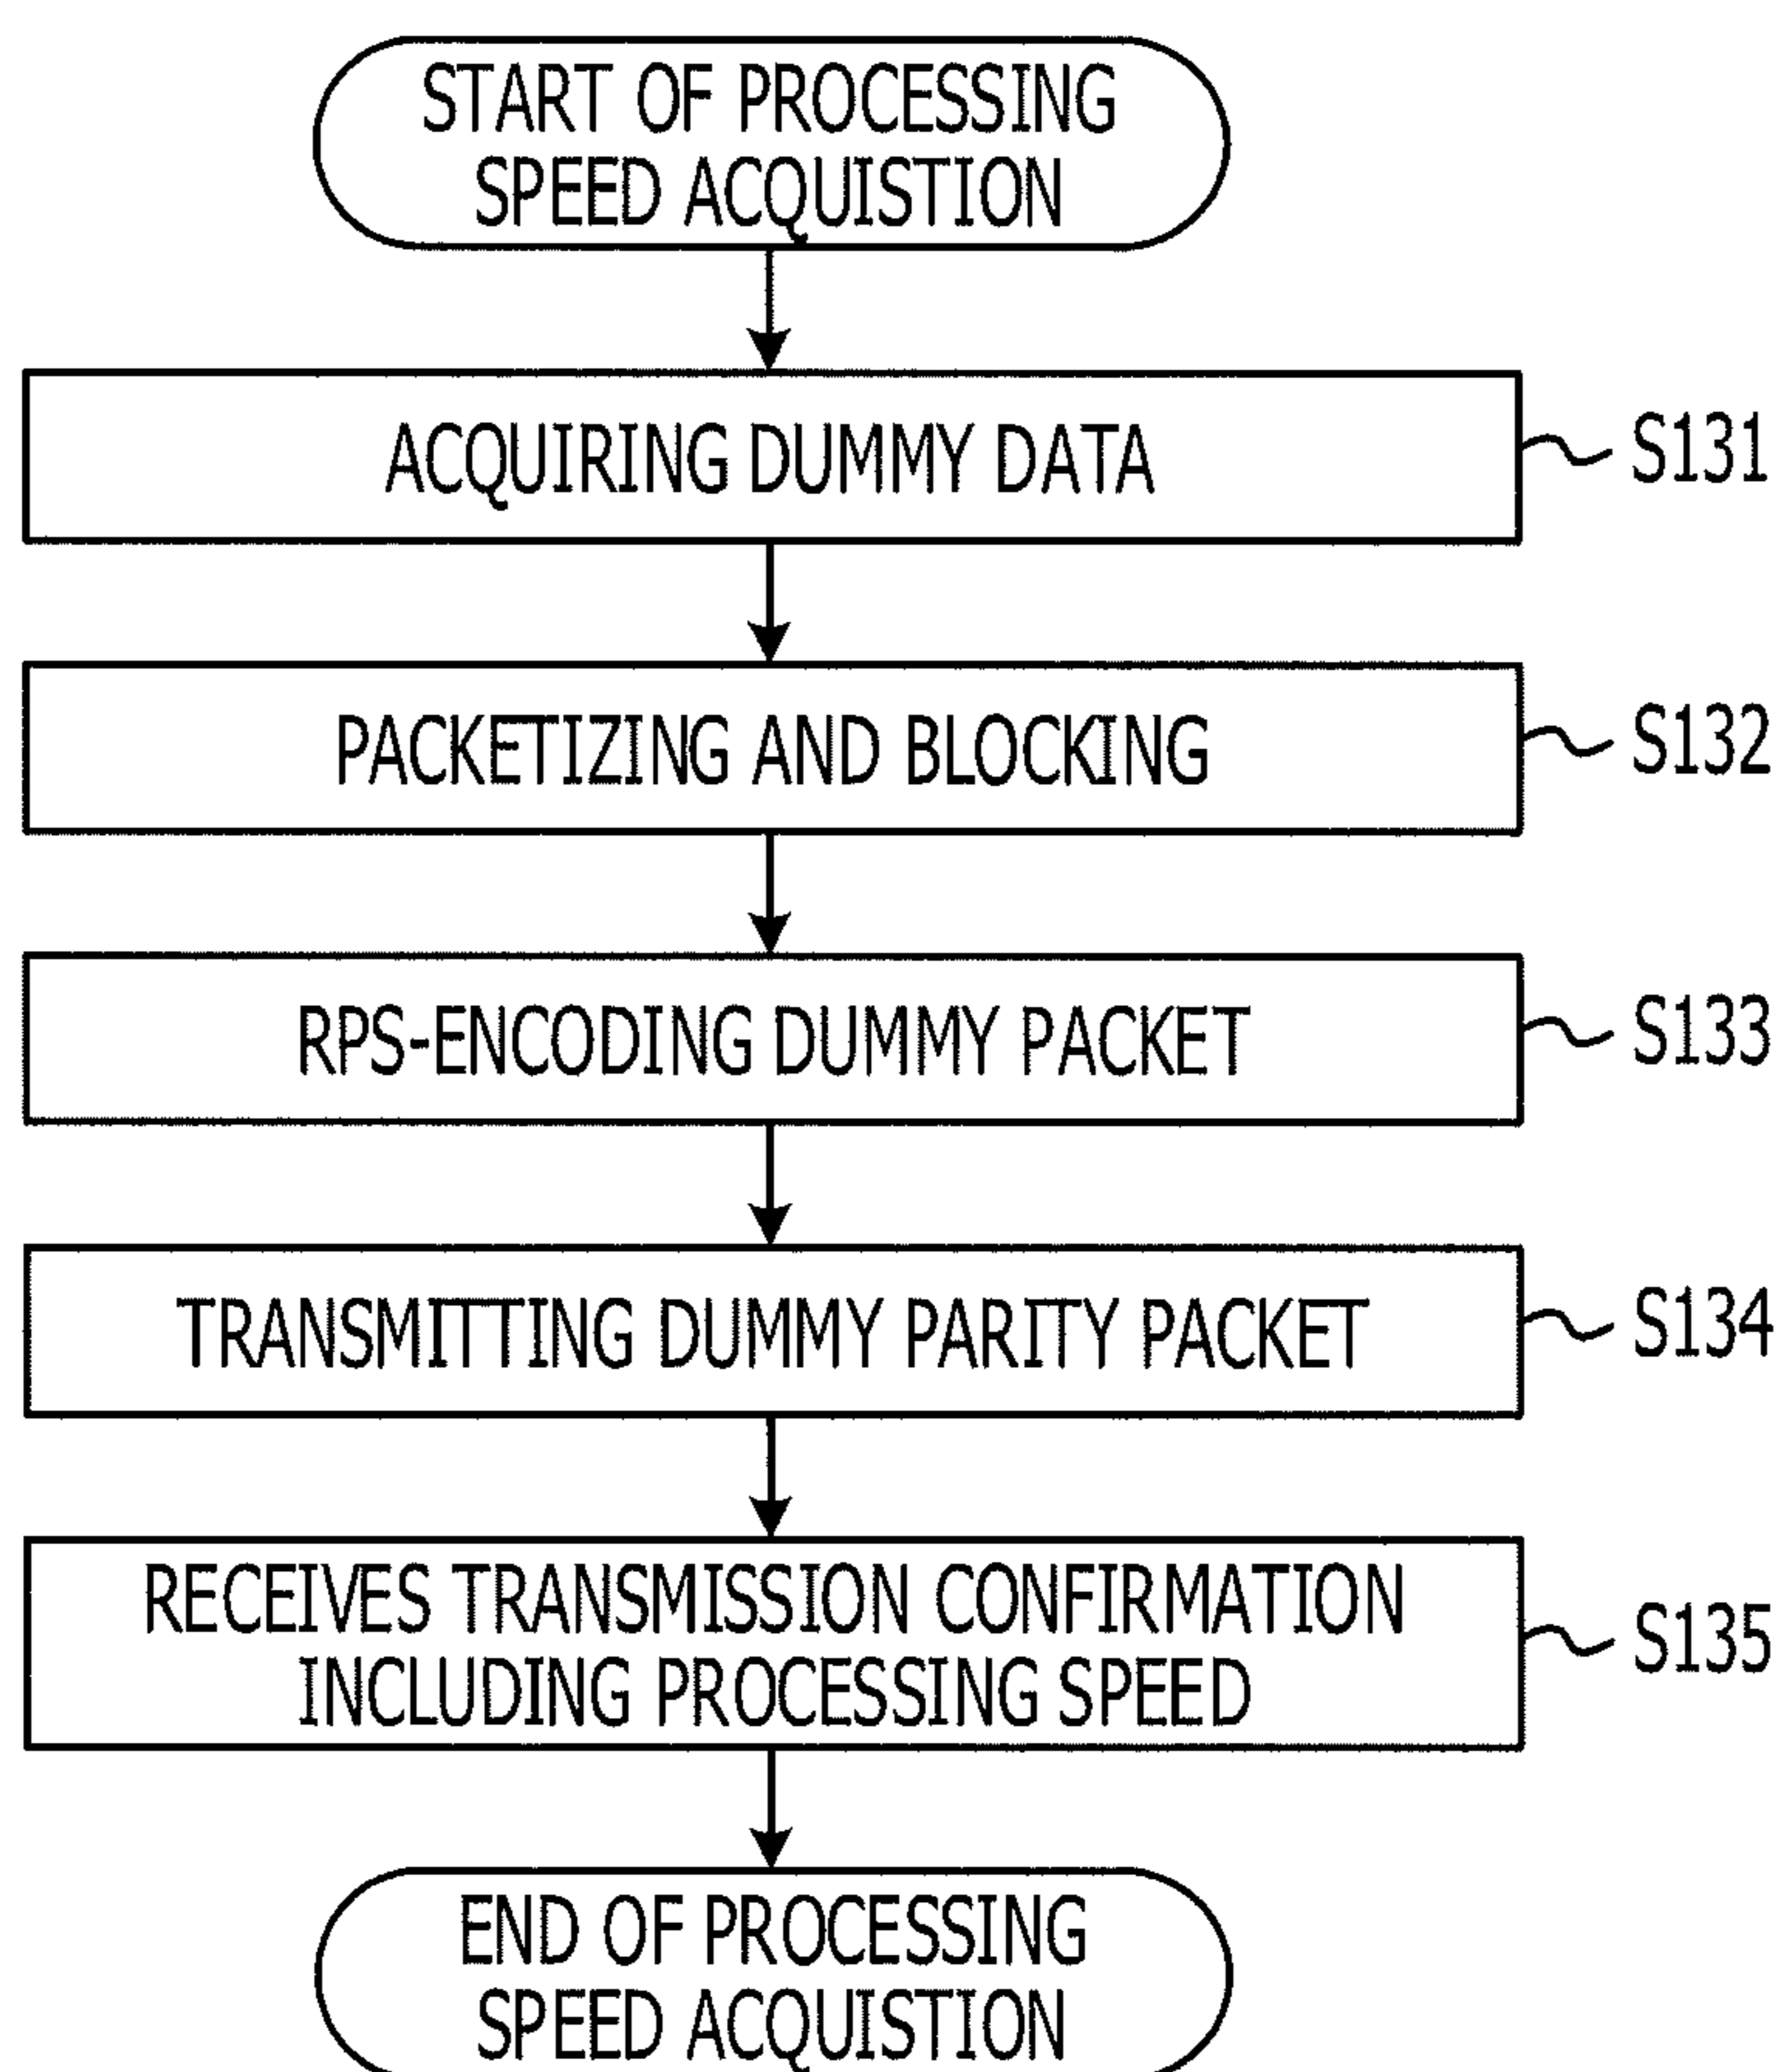 START OF PROCESSING
SPEED ACQUISTION
ACQUIRING DUMMY DATA
S131
PACKETIZING AND BLOCKING
S132
RPS-ENCODING DUMMY PACKET
S133
TRANSMITTING DUMMY PARITY PACKET
S134
RECEIVES TRANSMISSION CONFIRMATION
INCLUDING PROCESSING SPEED
S135
END OF PROCESSING
SPEED ACQUISTION